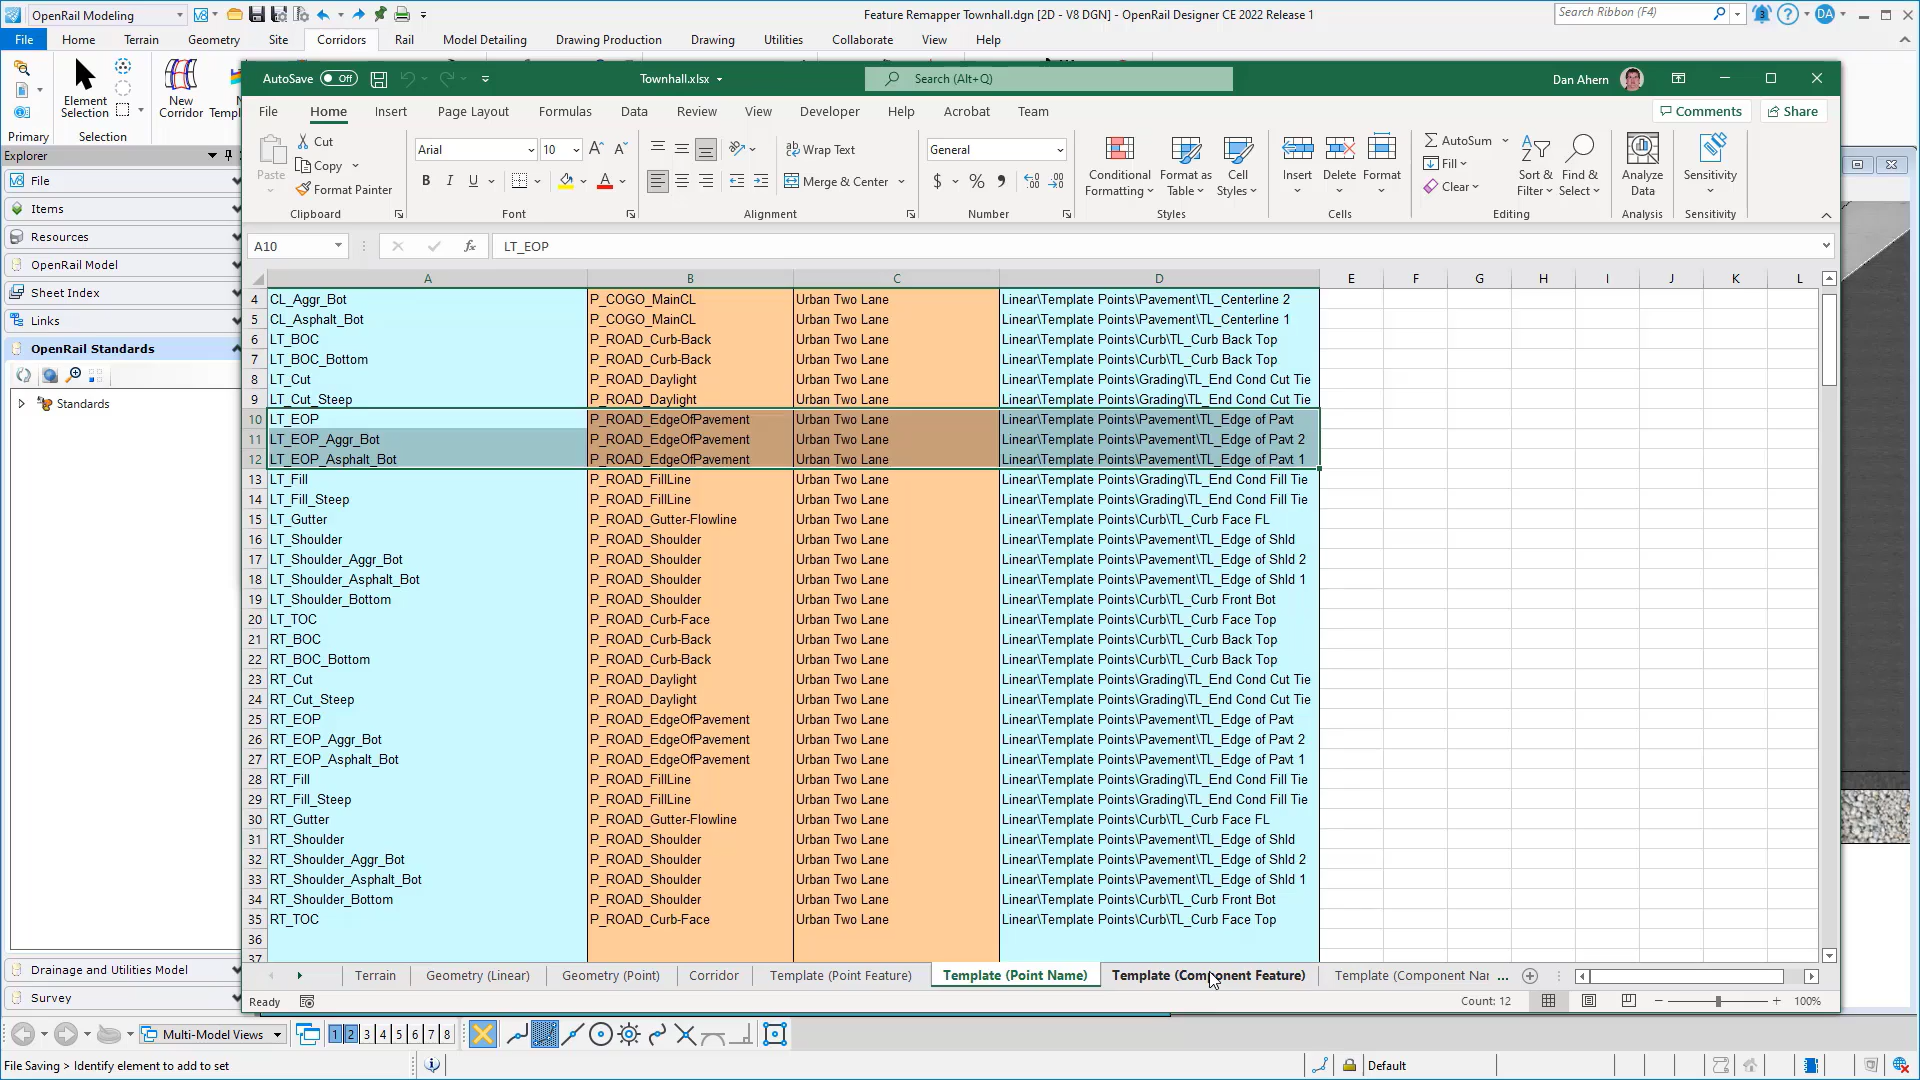 OpenRail Modeling
Feature Remapper Townhall.dgn [2D - V8 DGN] - OpenRail Designer CE 2022 Release 1
Search Ribbon (F4)
DA
File Home Terrain Geometry Site Corridors Rail Model Detailing Drawing Production Drawing Utilities Collaborate View Help
Element Selection
New Corridor
Primary
Selection
Explorer
File
Items
Resources
OpenRail Model
Sheet Index
Links
OpenRail Standards
Standards
Drainage and Utilities Model
Survey
AutoSave Off
Townhall.xlsx
Search (Alt+Q)
Dan Ahern
File Home Insert Page Layout Formulas Data Review View Developer Help Acrobat Team
Comments Share
Paste
Cut
Copy
Format Painter
Clipboard
Arial 10
B I U
Font
Wrap Text
Merge & Center
Alignment
General
Number
Conditional Formatting
Format as Table
Cell Styles
Styles
Insert Delete Format
Cells
AutoSum
Fill
Clear
Sort & Filter
Find & Select
Editing
Analyze Data
Analysis
Sensitivity
Sensitivity
A10 fx LT_EOP
A B C D E F G H I J K L
4 CL_Aggr_Bot P_COGO_MainCL Urban Two Lane Linear\Template Points\Pavement\TL_Centerline 2
5 CL_Asphalt_Bot P_COGO_MainCL Urban Two Lane Linear\Template Points\Pavement\TL_Centerline 1
6 LT_BOC P_ROAD_Curb-Back Urban Two Lane Linear\Template Points\Curb\TL_Curb Back Top
7 LT_BOC_Bottom P_ROAD_Curb-Back Urban Two Lane Linear\Template Points\Curb\TL_Curb Back Top
8 LT_Cut P_ROAD_Daylight Urban Two Lane Linear\Template Points\Grading\TL_End Cond Cut Tie
9 LT_Cut_Steep P_ROAD_Daylight Urban Two Lane Linear\Template Points\Grading\TL_End Cond Cut Tie
10 LT_EOP P_ROAD_EdgeOfPavement Urban Two Lane Linear\Template Points\Pavement\TL_Edge of Pavt
11 LT_EOP_Aggr_Bot P_ROAD_EdgeOfPavement Urban Two Lane Linear\Template Points\Pavement\TL_Edge of Pavt 2
12 LT_EOP_Asphalt_Bot P_ROAD_EdgeOfPavement Urban Two Lane Linear\Template Points\Pavement\TL_Edge of Pavt 1
13 LT_Fill P_ROAD_FillLine Urban Two Lane Linear\Template Points\Grading\TL_End Cond Fill Tie
14 LT_Fill_Steep P_ROAD_FillLine Urban Two Lane Linear\Template Points\Grading\TL_End Cond Fill Tie
15 LT_Gutter P_ROAD_Gutter-Flowline Urban Two Lane Linear\Template Points\Curb\TL_Curb Face FL
16 LT_Shoulder P_ROAD_Shoulder Urban Two Lane Linear\Template Points\Pavement\TL_Edge of Shld
17 LT_Shoulder_Aggr_Bot P_ROAD_Shoulder Urban Two Lane Linear\Template Points\Pavement\TL_Edge of Shld 2
18 LT_Shoulder_Asphalt_Bot P_ROAD_Shoulder Urban Two Lane Linear\Template Points\Pavement\TL_Edge of Shld 1
19 LT_Shoulder_Bottom P_ROAD_Shoulder Urban Two Lane Linear\Template Points\Curb\TL_Curb Front Bot
20 LT_TOC P_ROAD_Curb-Face Urban Two Lane Linear\Template Points\Curb\TL_Curb Face Top
21 RT_BOC P_ROAD_Curb-Back Urban Two Lane Linear\Template Points\Curb\TL_Curb Back Top
22 RT_BOC_Bottom P_ROAD_Curb-Back Urban Two Lane Linear\Template Points\Curb\TL_Curb Back Top
23 RT_Cut P_ROAD_Daylight Urban Two Lane Linear\Template Points\Grading\TL_End Cond Cut Tie
24 RT_Cut_Steep P_ROAD_Daylight Urban Two Lane Linear\Template Points\Grading\TL_End Cond Cut Tie
25 RT_EOP P_ROAD_EdgeOfPavement Urban Two Lane Linear\Template Points\Pavement\TL_Edge of Pavt
26 RT_EOP_Aggr_Bot P_ROAD_EdgeOfPavement Urban Two Lane Linear\Template Points\Pavement\TL_Edge of Pavt 2
27 RT_EOP_Asphalt_Bot P_ROAD_EdgeOfPavement Urban Two Lane Linear\Template Points\Pavement\TL_Edge of Pavt 1
28 RT_Fill P_ROAD_FillLine Urban Two Lane Linear\Template Points\Grading\TL_End Cond Fill Tie
29 RT_Fill_Steep P_ROAD_FillLine Urban Two Lane Linear\Template Points\Grading\TL_End Cond Fill Tie
30 RT_Gutter P_ROAD_Gutter-Flowline Urban Two Lane Linear\Template Points\Curb\TL_Curb Face FL
31 RT_Shoulder P_ROAD_Shoulder Urban Two Lane Linear\Template Points\Pavement\TL_Edge of Shld
32 RT_Shoulder_Aggr_Bot P_ROAD_Shoulder Urban Two Lane Linear\Template Points\Pavement\TL_Edge of Shld 2
33 RT_Shoulder_Asphalt_Bot P_ROAD_Shoulder Urban Two Lane Linear\Template Points\Pavement\TL_Edge of Shld 1
34 RT_Shoulder_Bottom P_ROAD_Shoulder Urban Two Lane Linear\Template Points\Curb\TL_Curb Front Bot
35 RT_TOC P_ROAD_Curb-Face Urban Two Lane Linear\Template Points\Curb\TL_Curb Face Top
36
37
Terrain Geometry (Linear) Geometry (Point) Corridor Template (Point Feature) Template (Point Name) Template (Component Feature) Template (Component Nar ...
Ready Count: 12 100%
Multi-Model Views 1 2 3 4 5 6 7 8
File Saving > Identify element to add to set Default